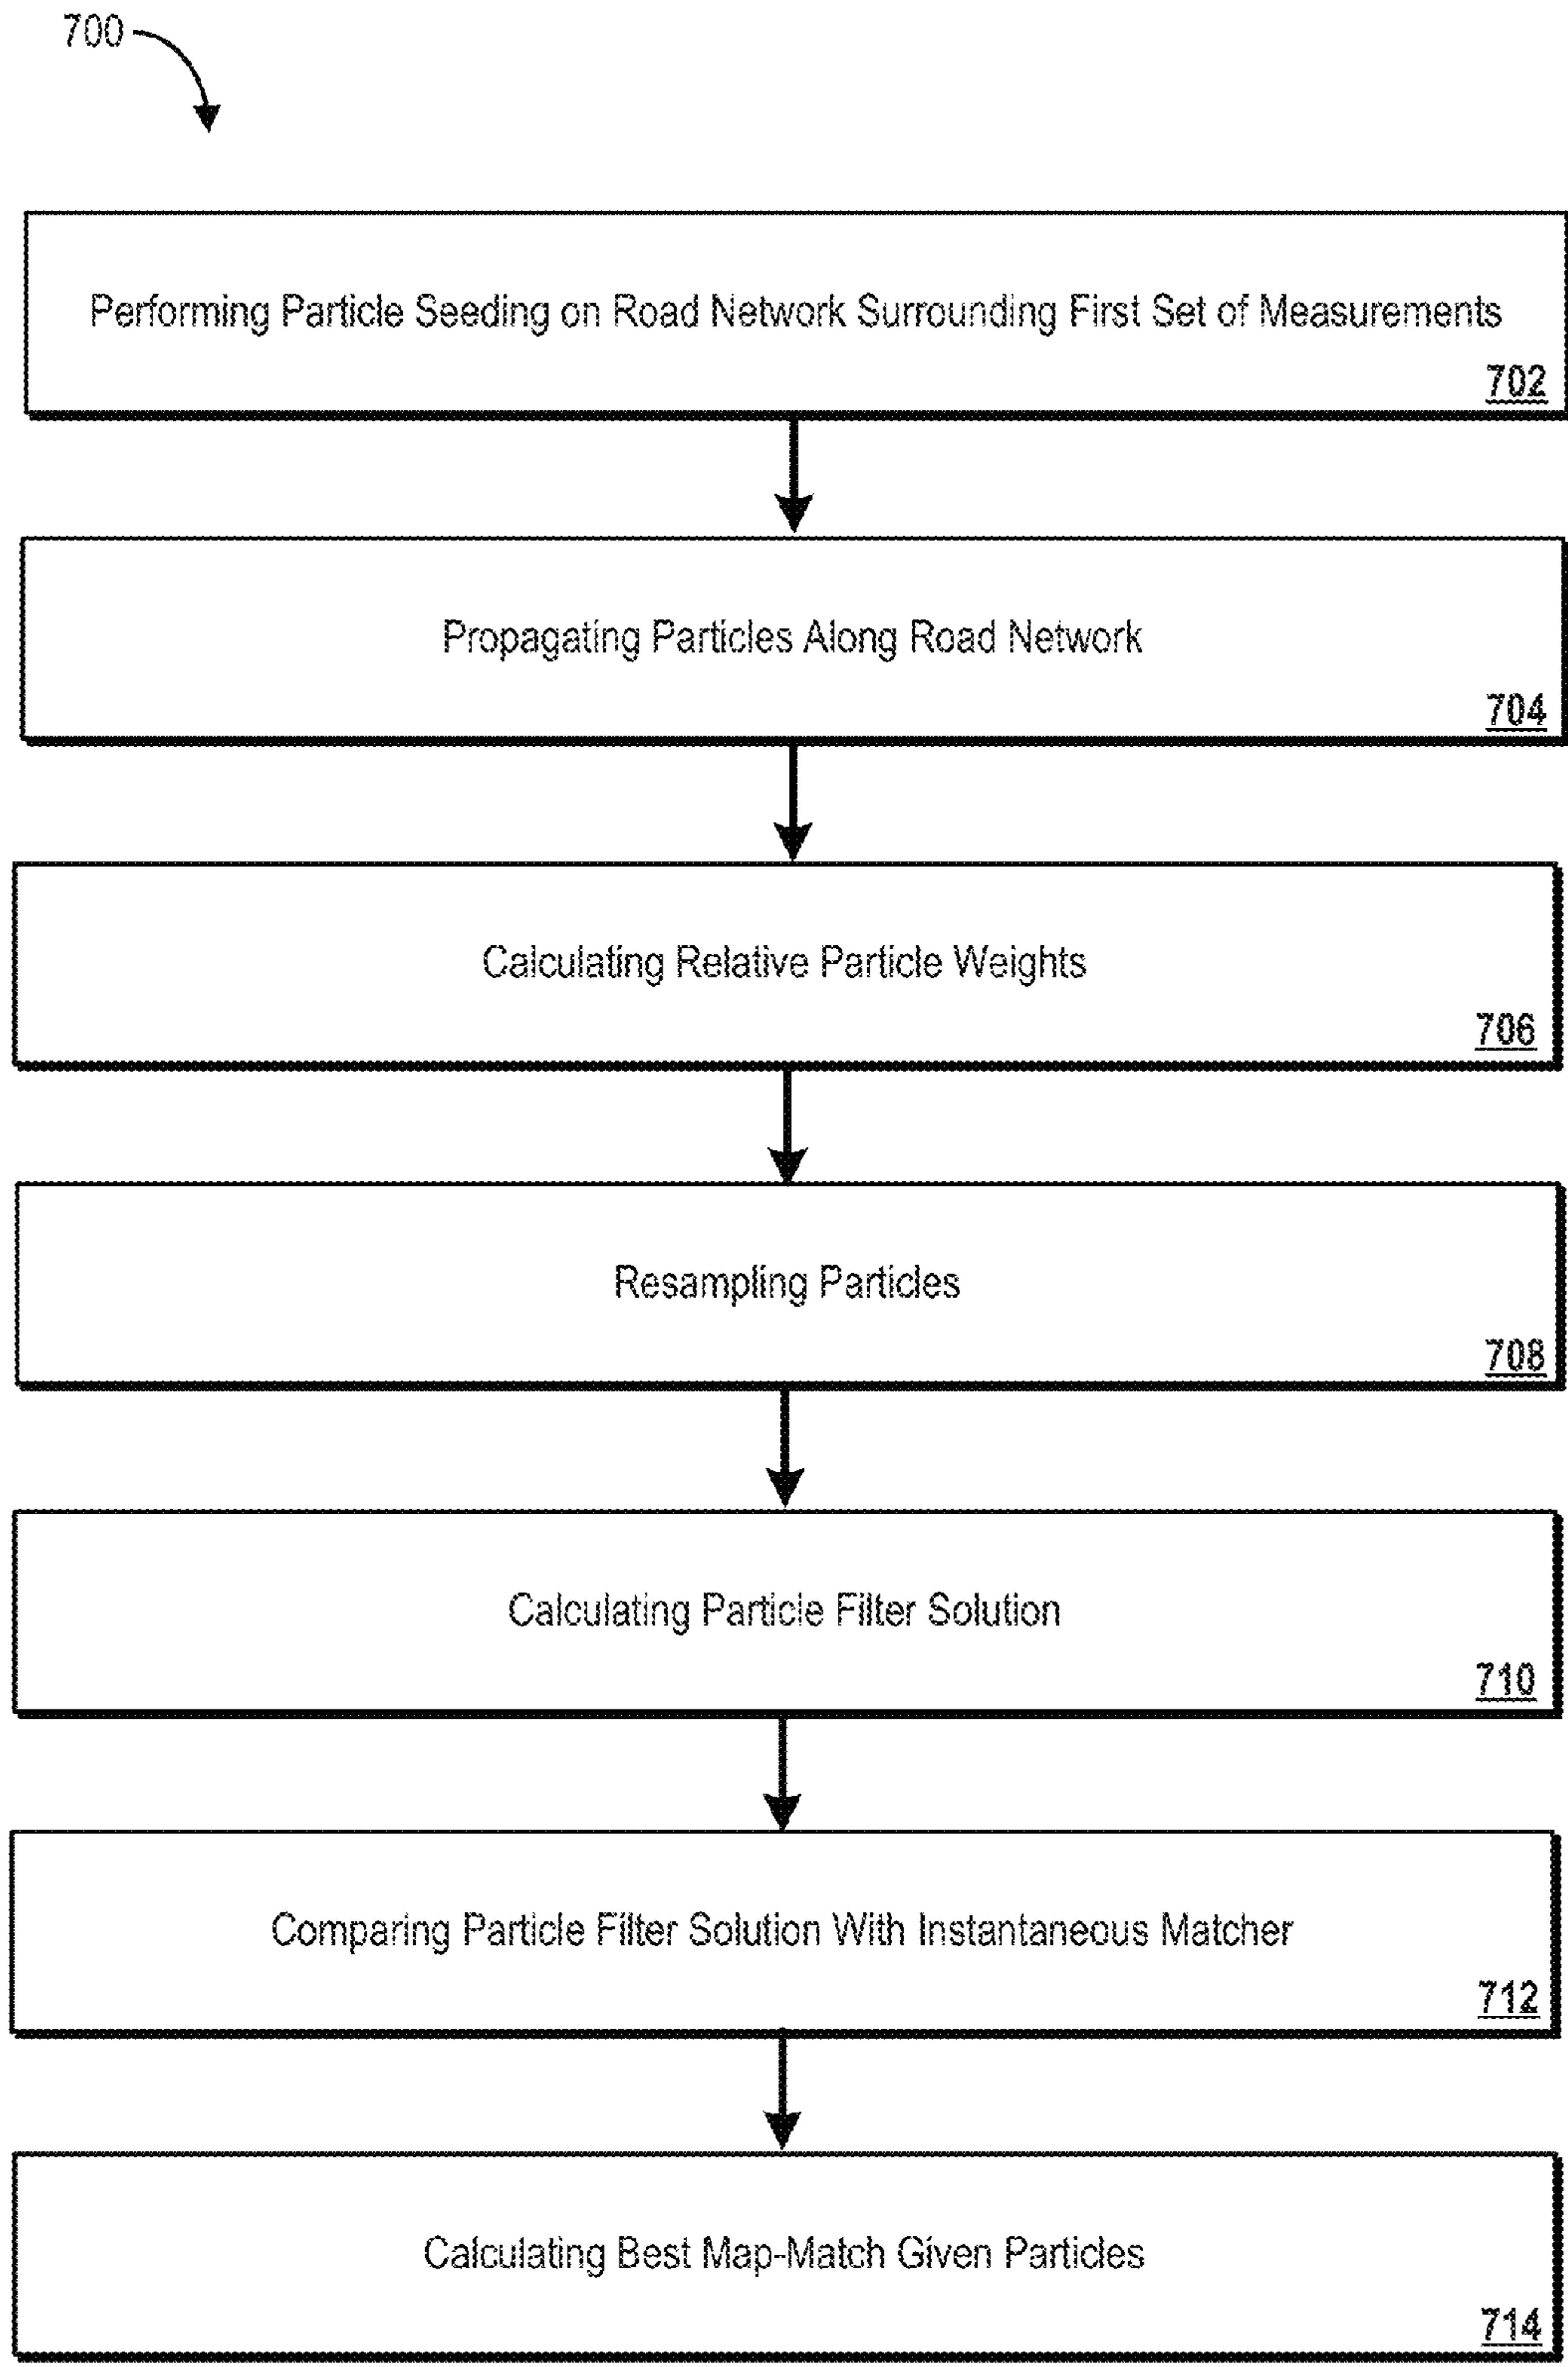 700
Performing Particle Seeding on Road Network Surrounding First Set of Measurements
702
Propagating Particles Along Road Network
704
Calculating Relative Particle Weights
706
Resampling Particles
708
Calculating Particle Filter Solution
710
Comparing Particle Filter Solution With Instantaneous Matcher
712
Calculating Best Map-Match Given Particles
714